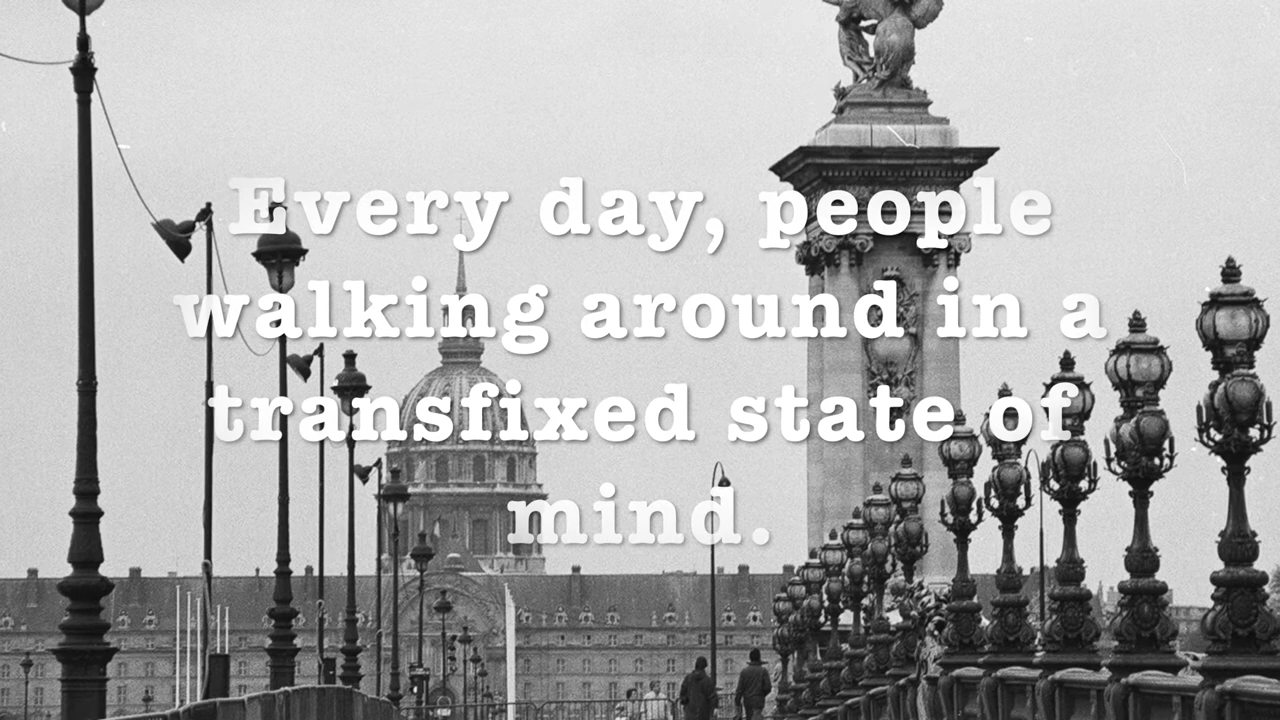 Every day, people
walking around in a
transfixed state of
mind.